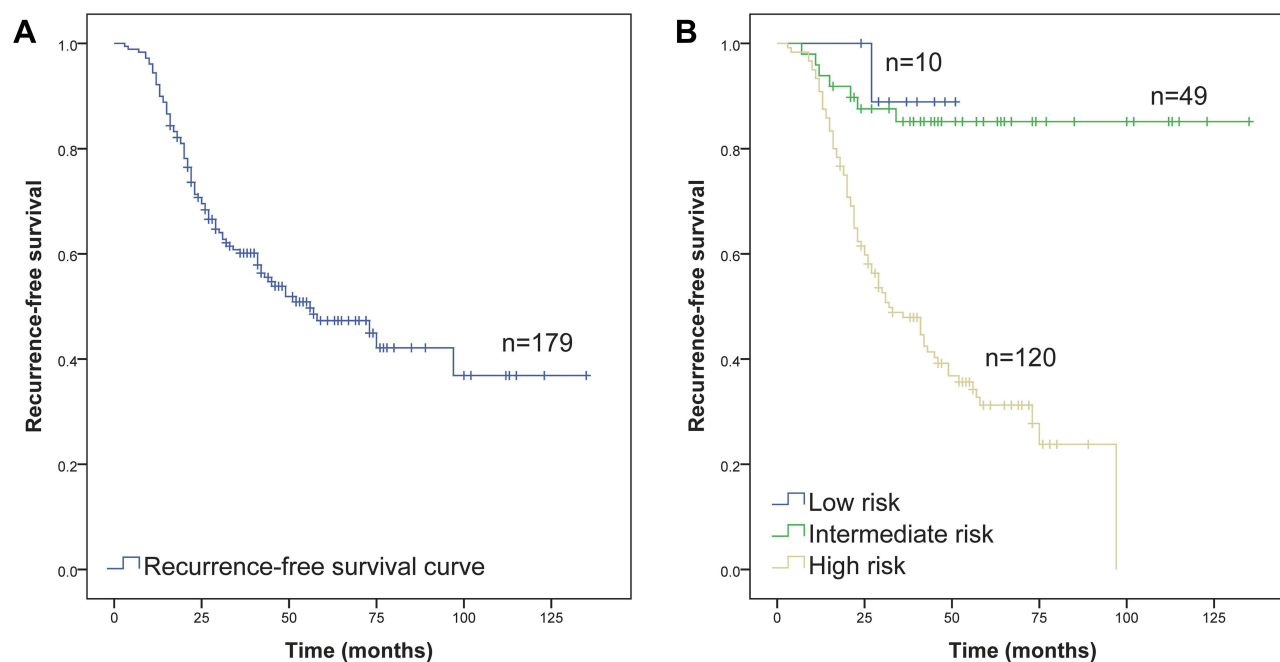 A
Recurrence-free survival
1.0
0.8
0.6
0.4
0.2
0.0
n=179
Recurrence-free survival curve
0 25 50 75 100 125
Time (months)
B
Recurrence-free survival
1.0
0.8
0.6
0.4
0.2
0.0
n=10
n=49
n=120
Low risk
Intermediate risk
High risk
0 25 50 75 100 125
Time (months)